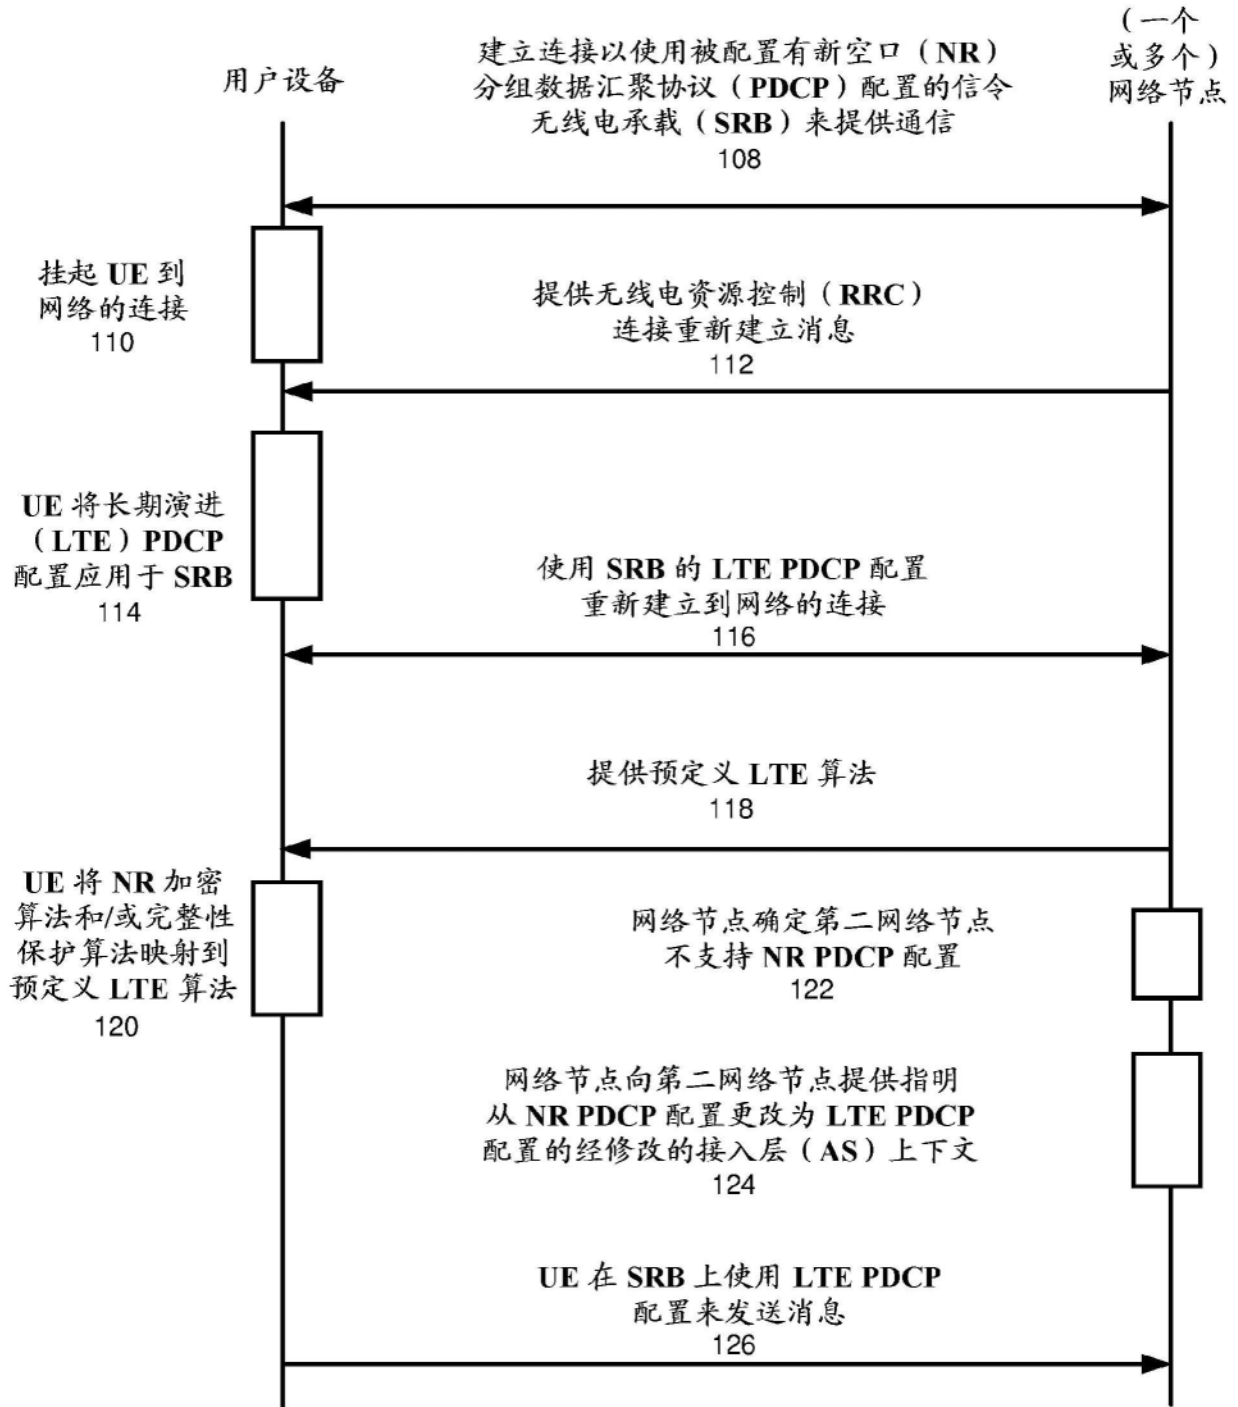 用户设备
（一个
或多个）
网络节点
建立连接以使用被配置有新空口（NR）
分组数据汇聚协议（PDCP）配置的信令
无线电承载（SRB）来提供通信
108
挂起 UE 到
网络的连接
110
提供无线电资源控制（RRC）
连接重新建立消息
112
UE 将长期演进
（LTE）PDCP
配置应用于 SRB
114
使用 SRB 的 LTE PDCP 配置
重新建立到网络的连接
116
提供预定义 LTE 算法
118
UE 将 NR 加密
算法和/或完整性
保护算法映射到
预定义 LTE 算法
120
网络节点确定第二网络节点
不支持 NR PDCP 配置
122
网络节点向第二网络节点提供指明
从 NR PDCP 配置更改为 LTE PDCP
配置的经修改的接入层（AS）上下文
124
UE 在 SRB 上使用 LTE PDCP
配置来发送消息
126